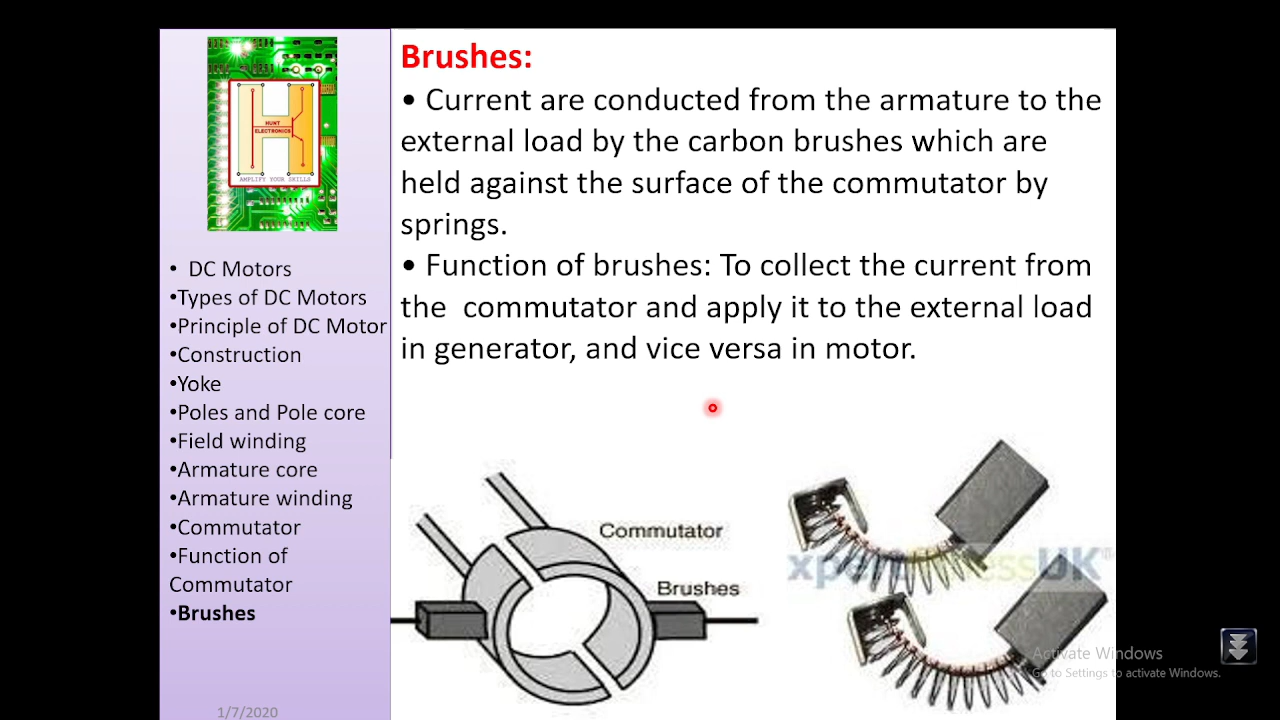 HUNT
ELECTRONICS
AMPLIFY YOUR SKILLS
• DC Motors
•Types of DC Motors
•Principle of DC Motor
•Construction
•Yoke
•Poles and Pole core
•Field winding
•Armature core
•Armature winding
•Commutator
•Function of
Commutator
•Brushes
1/7/2020
Brushes:
• Current are conducted from the armature to the
external load by the carbon brushes which are
held against the surface of the commutator by
springs.
• Function of brushes: To collect the current from
the commutator and apply it to the external load
in generator, and vice versa in motor.
Commutator
Brushes
Activate Windows
Go to Settings to activate Windows.